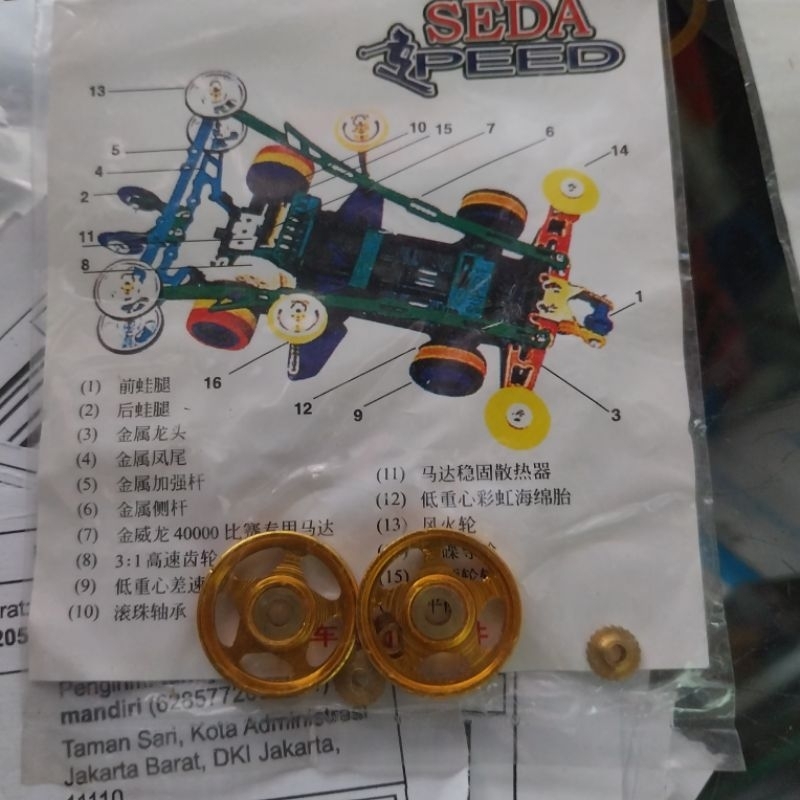 SEDA
SPEED
13
5
4
2
11
8
10
15
7
6
14
1
3
16
12
9
(1) 前蛙腿
(2) 后蛙腿
(3) 金属龙头
(4) 金属凤尾
(5) 金属加强杆
(6) 金属侧杆
(7) 金威龙 40000 比赛专用马达
(8) 3:1 高速齿轮
(9) 低重心差速
(10) 滚珠轴承
(11) 马达稳固散热器
(12) 低重心彩虹海绵胎
(13) 风火轮
(15)
车
205
mandiri (6285772
Taman Sari, Kota Administrasi
Jakarta Barat, DKI Jakarta,
11110